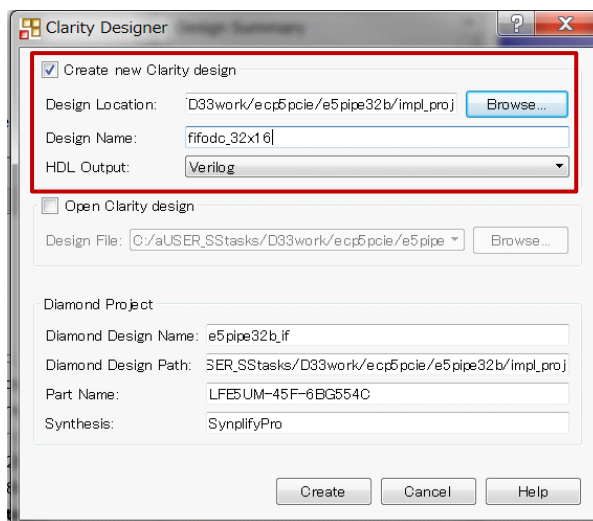 Clarity Designer
Create new Clarity design
Design Location: D33work/ecp5pcie/e5pipe32b/impl_proj Browse...
Design Name: fifodc_32x16
HDL Output: Verilog
Open Clarity design
Design File: C:/aUSER_SStasks/D33work/ecp5pcie/e5pipe Browse...
Diamond Project
Diamond Design Name: e5pipe32b_if
Diamond Design Path: SER_SStasks/D33work/ecp5pcie/e5pipe32b/impl_proj
Part Name: LFE5UM-45F-6BG554C
Synthesis: SynplifyPro
Create Cancel Help